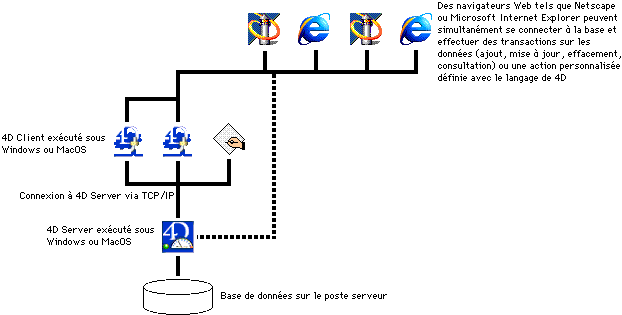 Des navigateurs Web tels que Netscape
ou Microsoft Internet Explorer peuvent
simultanément se connecter à la base et
effectuer des transactions sur les
données (ajout, mise à jour, effacement,
consultation) ou une action personnalisée
définie avec le langage de 4D
4D Client exécuté sous
Windows ou MacOS
Connexion à 4D Server via TCP/IP
4D Server exécuté sous
Windows ou MacOS
4D
Base de données sur le poste serveur